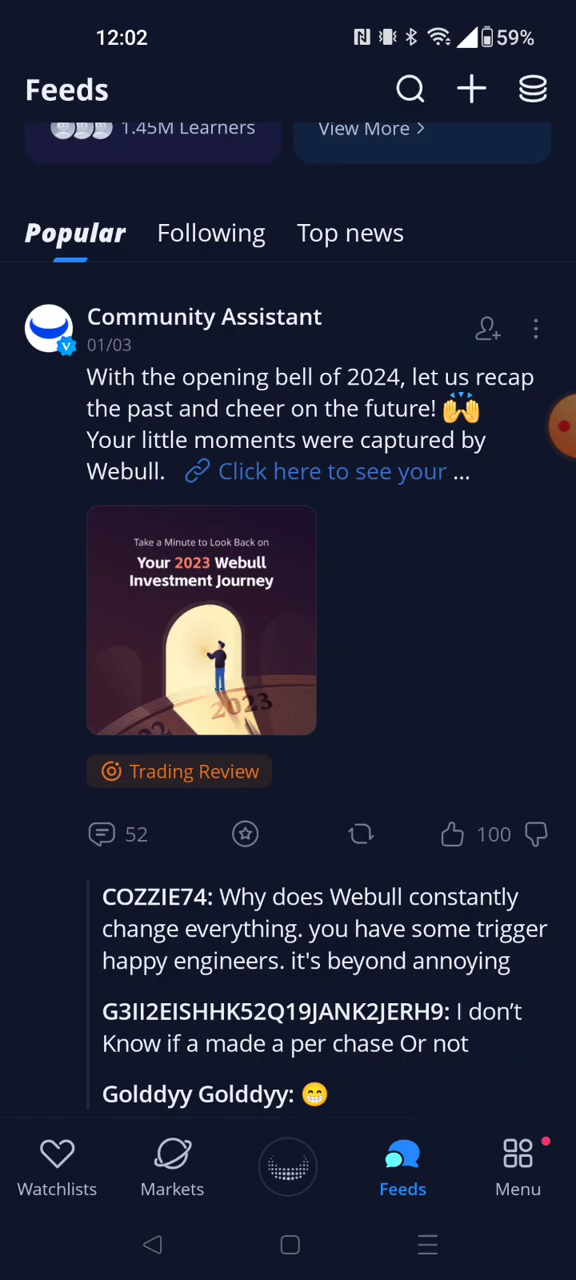 12:02
59%
Feeds
1.45M Learners
View More >
Popular
Following
Top news
Community Assistant
01/03
With the opening bell of 2024, let us recap
the past and cheer on the future! 🙌
Your little moments were captured by
Webull. Click here to see your ...
Take a Minute to Look Back on
Your 2023 Webull
Investment Journey
22
2023
Trading Review
52
100
COZZIE74: Why does Webull constantly
change everything. you have some trigger
happy engineers. it's beyond annoying
G3II2EISHHK52Q19JANK2JERH9: I don’t
Know if a made a per chase Or not
Golddyy Golddyy: 😁
Watchlists
Markets
Feeds
Menu